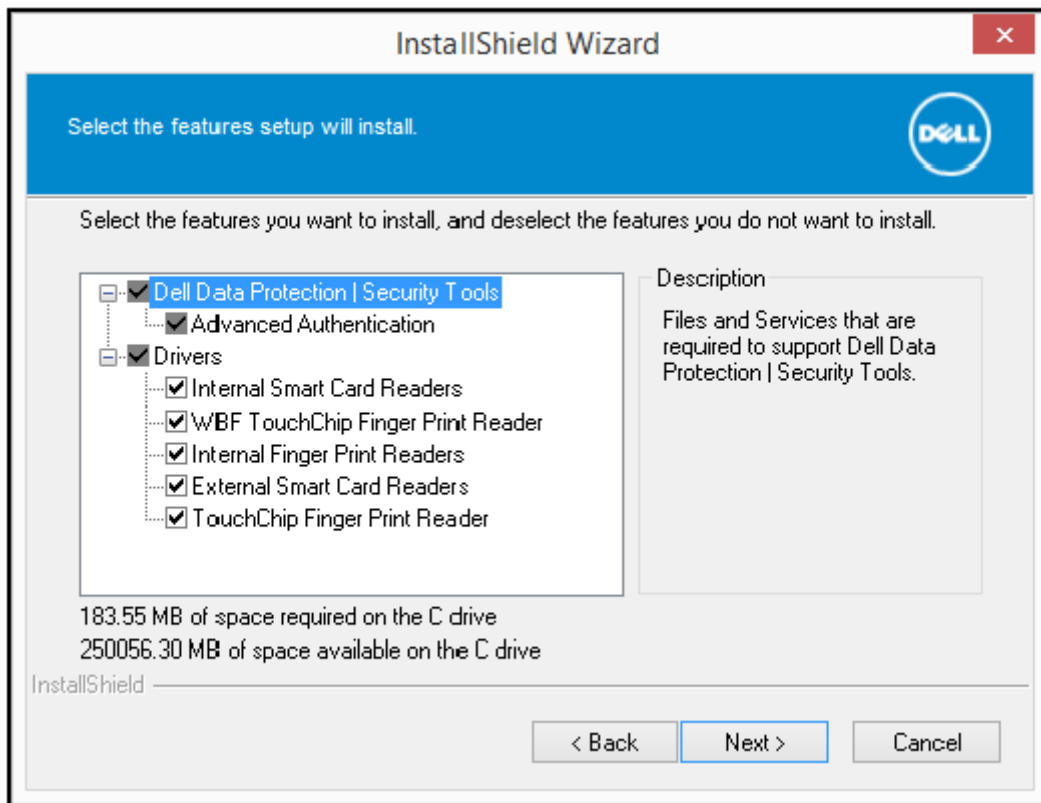 InstallShield Wizard
Select the features setup will install.
DELL
Select the features you want to install, and deselect the features you do not want to install.
Dell Data Protection | Security Tools
Advanced Authentication
Drivers
Internal Smart Card Readers
WBF TouchChip Finger Print Reader
Internal Finger Print Readers
External Smart Card Readers
TouchChip Finger Print Reader
Description
Files and Services that are
required to support Dell Data
Protection | Security Tools.
183.55 MB of space required on the C drive
250056.30 MB of space available on the C drive
InstallShield
< Back
Next >
Cancel